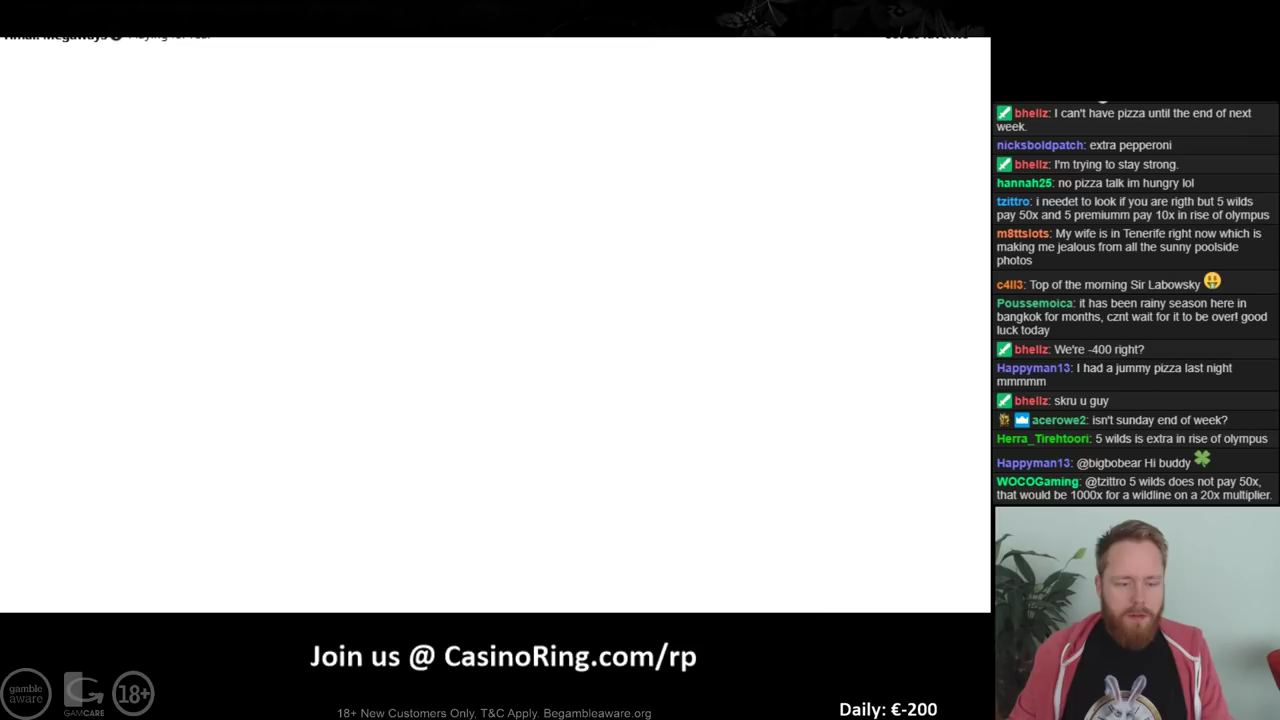 bhellz: I can't have pizza until the end of next
week.
nicksboldpatch: extra pepperoni
bhellz: I'm trying to stay strong.
hannah25: no pizza talk im hungry lol
tzittro: i needet to look if you are rigth but 5 wilds
pay 50x and 5 premiumm pay 10x in rise of olympus
m8ttslots: My wife is in Tenerife right now which is
making me jealous from all the sunny poolside
photos
c4ll3: Top of the morning Sir Labowsky
Poussemoica: it has been rainy season here in
bangkok for months, cznt wait for it to be over! good
luck today
bhellz: We're -400 right?
Happyman13: I had a jummy pizza last night
mmmmm
bhellz: skru u guy
acerowe2: isn't sunday end of week?
Herra_Tirehtoori: 5 wilds is extra in rise of olympus
Happyman13: @bigbobear Hi buddy
WOCOGaming: @tzittro 5 wilds does not pay 50x,
that would be 1000x for a wildline on a 20x multiplier.
Join us @ CasinoRing.com/rp
gamble
aware
GAMCARE
18+
18+ New Customers Only, T&C Apply. Begambleaware.org
Daily: €-200